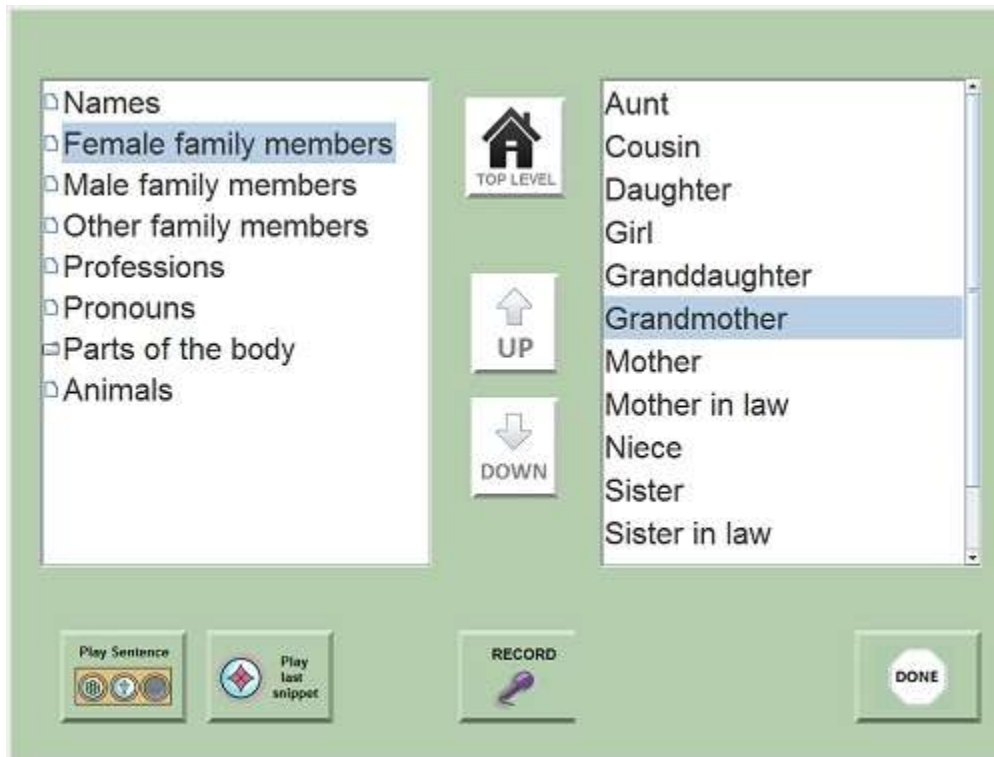 Names
Female family members
Male family members
Other family members
Professions
Pronouns
Parts of the body
Animals
TOP LEVEL
UP
DOWN
Aunt
Cousin
Daughter
Girl
Granddaughter
Grandmother
Mother
Mother in law
Niece
Sister
Sister in law
Play Sentence
Play
last
snippet
RECORD
DONE